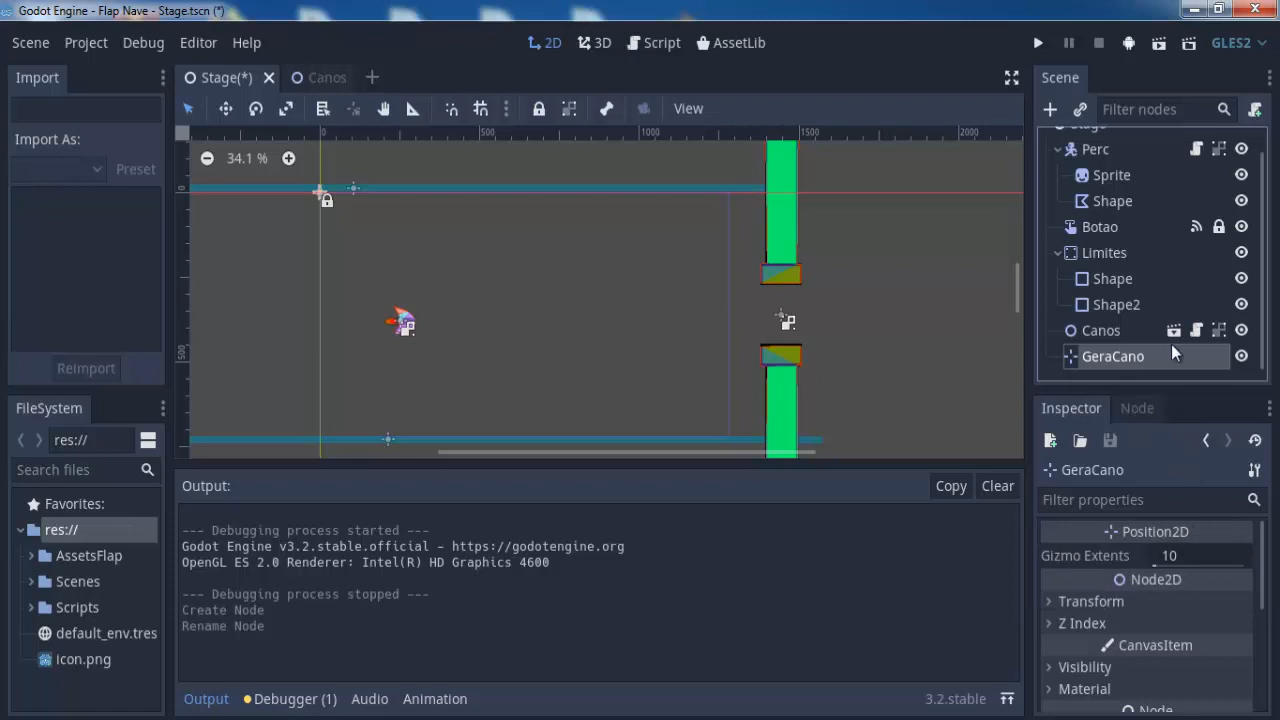 Godot Engine - Flap Nave - Stage.tscn (*)
Scene Project Debug Editor Help
2D 3D Script AssetLib
GLES2
Import
Import As:
Preset
Reimport
Stage(*) Canos
View
0 500 1000 1500 2000
34.1 %
0
500
Scene
Filter nodes
Perc
Sprite
Shape
Botao
Limites
Shape
Shape2
Canos
GeraCano
FileSystem
res://
Search files
Favorites:
res://
AssetsFlap
Scenes
Scripts
default_env.tres
icon.png
Output:
Copy Clear
--- Debugging process started ---
Godot Engine v3.2.stable.official - https://godotengine.org
OpenGL ES 2.0 Renderer: Intel(R) HD Graphics 4600
--- Debugging process stopped ---
Create Node
Rename Node
Output Debugger (1) Audio Animation
3.2.stable
Inspector Node
GeraCano
Filter properties
Position2D
Gizmo Extents 10
Node2D
Transform
Z Index
CanvasItem
Visibility
Material
Node